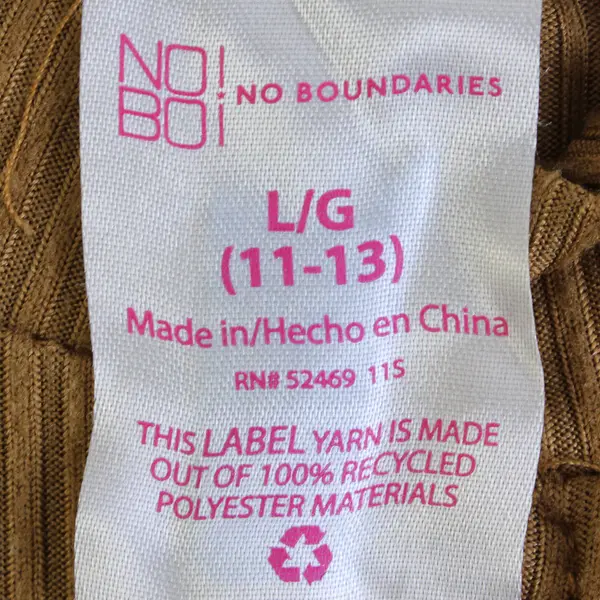 NO!
BO¡
NO BOUNDARIES
L/G
(11-13)
Made in/Hecho en China
RN# 52469 11S
THIS LABEL YARN IS MADE
OUT OF 100% RECYCLED
POLYESTER MATERIALS